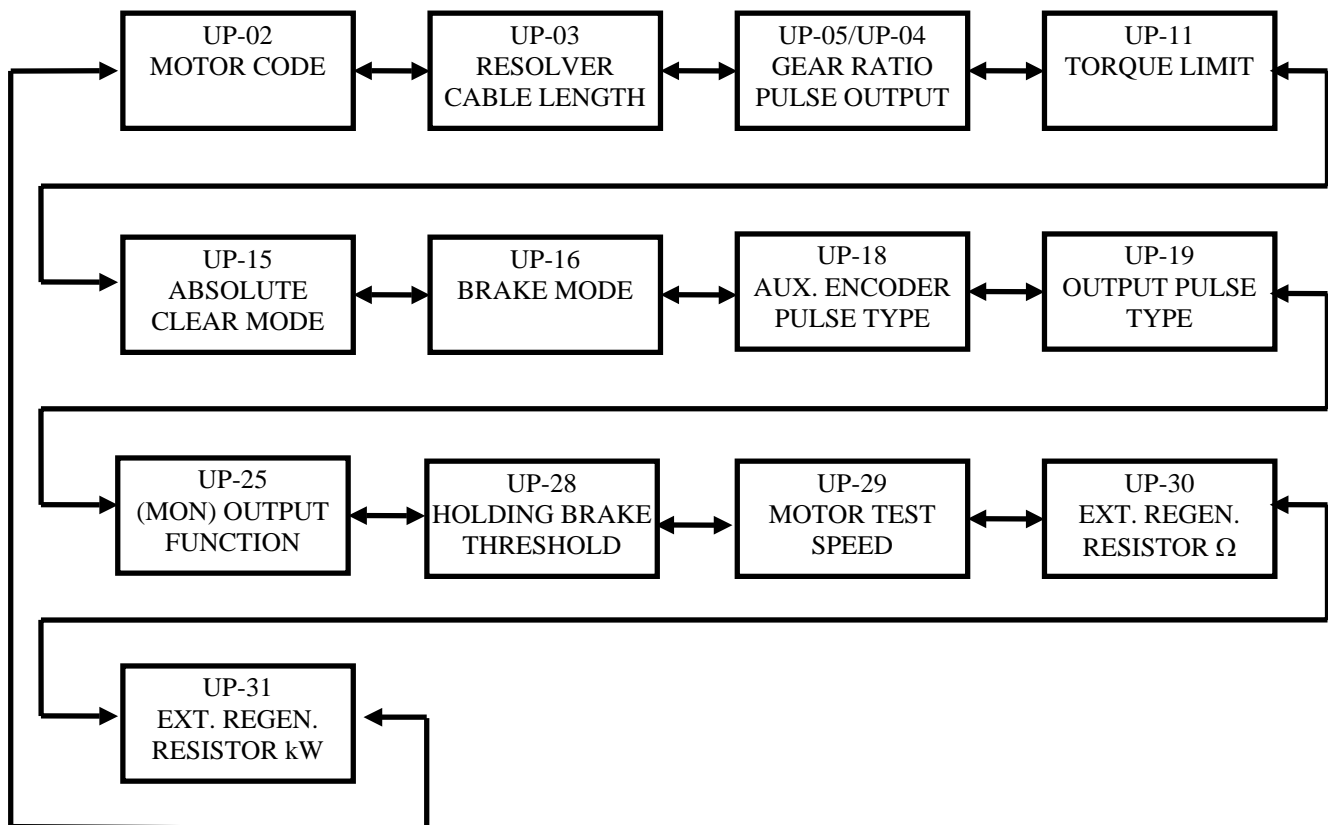 UP-02
MOTOR CODE
UP-03
RESOLVER
CABLE LENGTH
UP-05/UP-04
GEAR RATIO
PULSE OUTPUT
UP-11
TORQUE LIMIT
UP-15
ABSOLUTE
CLEAR MODE
UP-16
BRAKE MODE
UP-18
AUX. ENCODER
PULSE TYPE
UP-19
OUTPUT PULSE
TYPE
UP-25
(MON) OUTPUT
FUNCTION
UP-28
HOLDING BRAKE
THRESHOLD
UP-29
MOTOR TEST
SPEED
UP-30
EXT. REGEN.
RESISTOR Ω
UP-31
EXT. REGEN.
RESISTOR kW